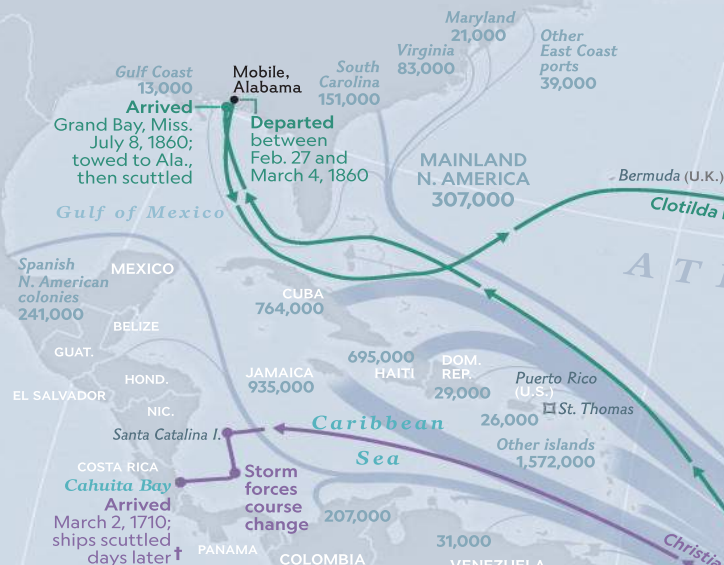 Maryland
21,000
Virginia
83,000
Other
East Coast
ports
39,000
Gulf Coast
13,000
Mobile,
Alabama
South
Carolina
151,000
Arrived
Grand Bay, Miss.
July 8, 1860;
towed to Ala.,
then scuttled
Departed
between
Feb. 27 and
March 4, 1860
MAINLAND
N. AMERICA
307,000
Bermuda (U.K.)
Clotilda
Gulf of Mexico
AT
Spanish
N. American
colonies
241,000
MEXICO
CUBA
764,000
BELIZE
GUAT.
HOND.
EL SALVADOR
NIC.
JAMAICA
935,000
695,000
HAITI
DOM.
REP.
29,000
Puerto Rico
(U.S.)
St. Thomas
26,000
Caribbean
Sea
Other islands
1,572,000
Santa Catalina I.
COSTA RICA
Cahuita Bay
Arrived
March 2, 1710;
ships scuttled
days later†
Storm
forces
course
change
207,000
31,000
PANAMA
COLOMBIA
VENEZUELA
Christia